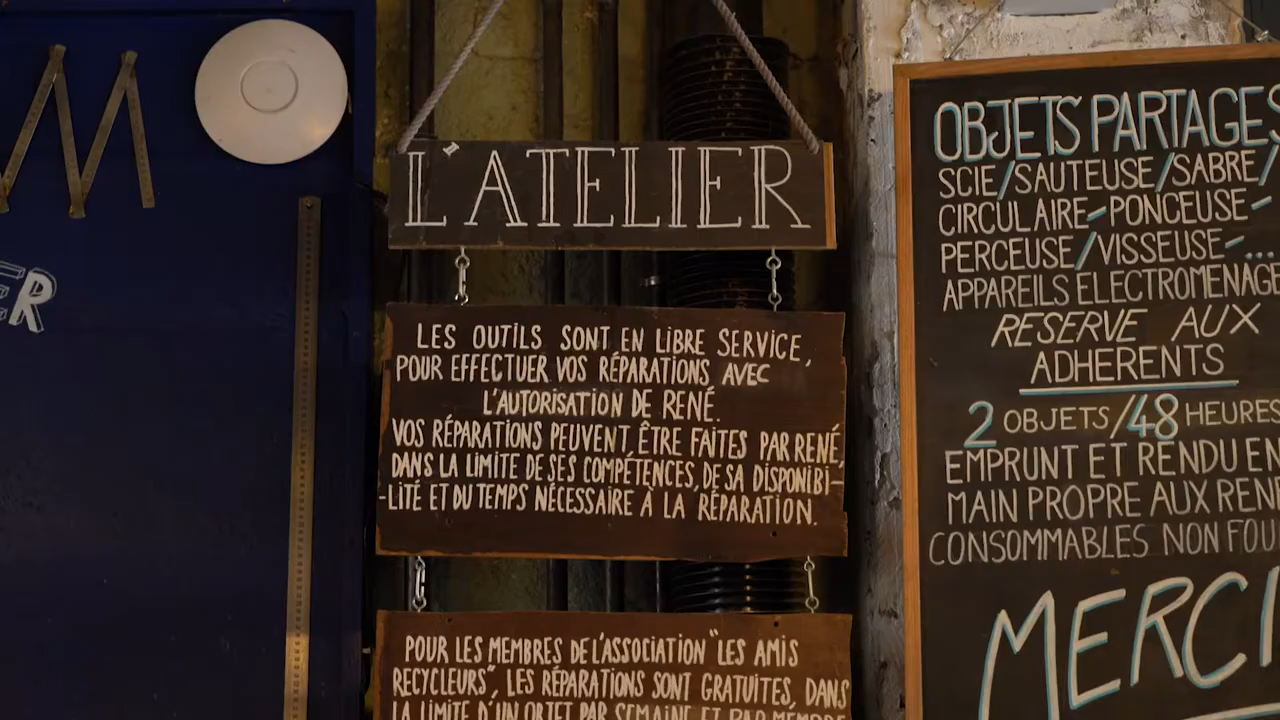 L'ATELIER
LES OUTILS SONT EN LIBRE SERVICE,
POUR EFFECTUER VOS RÉPARATIONS AVEC
L'AUTORISATION DE RENÉ.
VOS RÉPARATIONS PEUVENT ÊTRE FAITES PAR RENÉ,
DANS LA LIMITE DE SES COMPÉTENCES, DE SA DISPONIBI-
-LITÉ ET DU TEMPS NÉCESSAIRE À LA RÉPARATION.
POUR LES MEMBRES DE L'ASSOCIATION "LES AMIS
RECYCLEURS", LES RÉPARATIONS SONT GRATUITES, DANS
LA LIMITE D'UN OBJET PAR SEMAINE ET PAR MEMBRE
OBJETS PARTAGES
SCIE/SAUTEUSE/SABRE/
CIRCULAIRE-PONCEUSE-
PERCEUSE/VISSEUSE-...
APPAREILS ELECTROMENAGE
RESERVE AUX
ADHERENTS
2 OBJETS/48 HEURES
EMPRUNT ET RENDU EN
MAIN PROPRE AUX REN
CONSOMMABLES NON FOU
MERCI